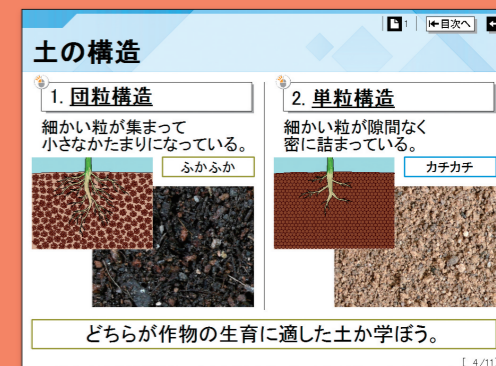 1
目次へ
土の構造
1. 団粒構造
細かい粒が集まって
小さなかたまりになっている。
ふかふか
2. 単粒構造
細かい粒が隙間なく
密に詰まっている。
カチカチ
どちらが作物の生育に適した土か学ぼう。
[ 4/11]